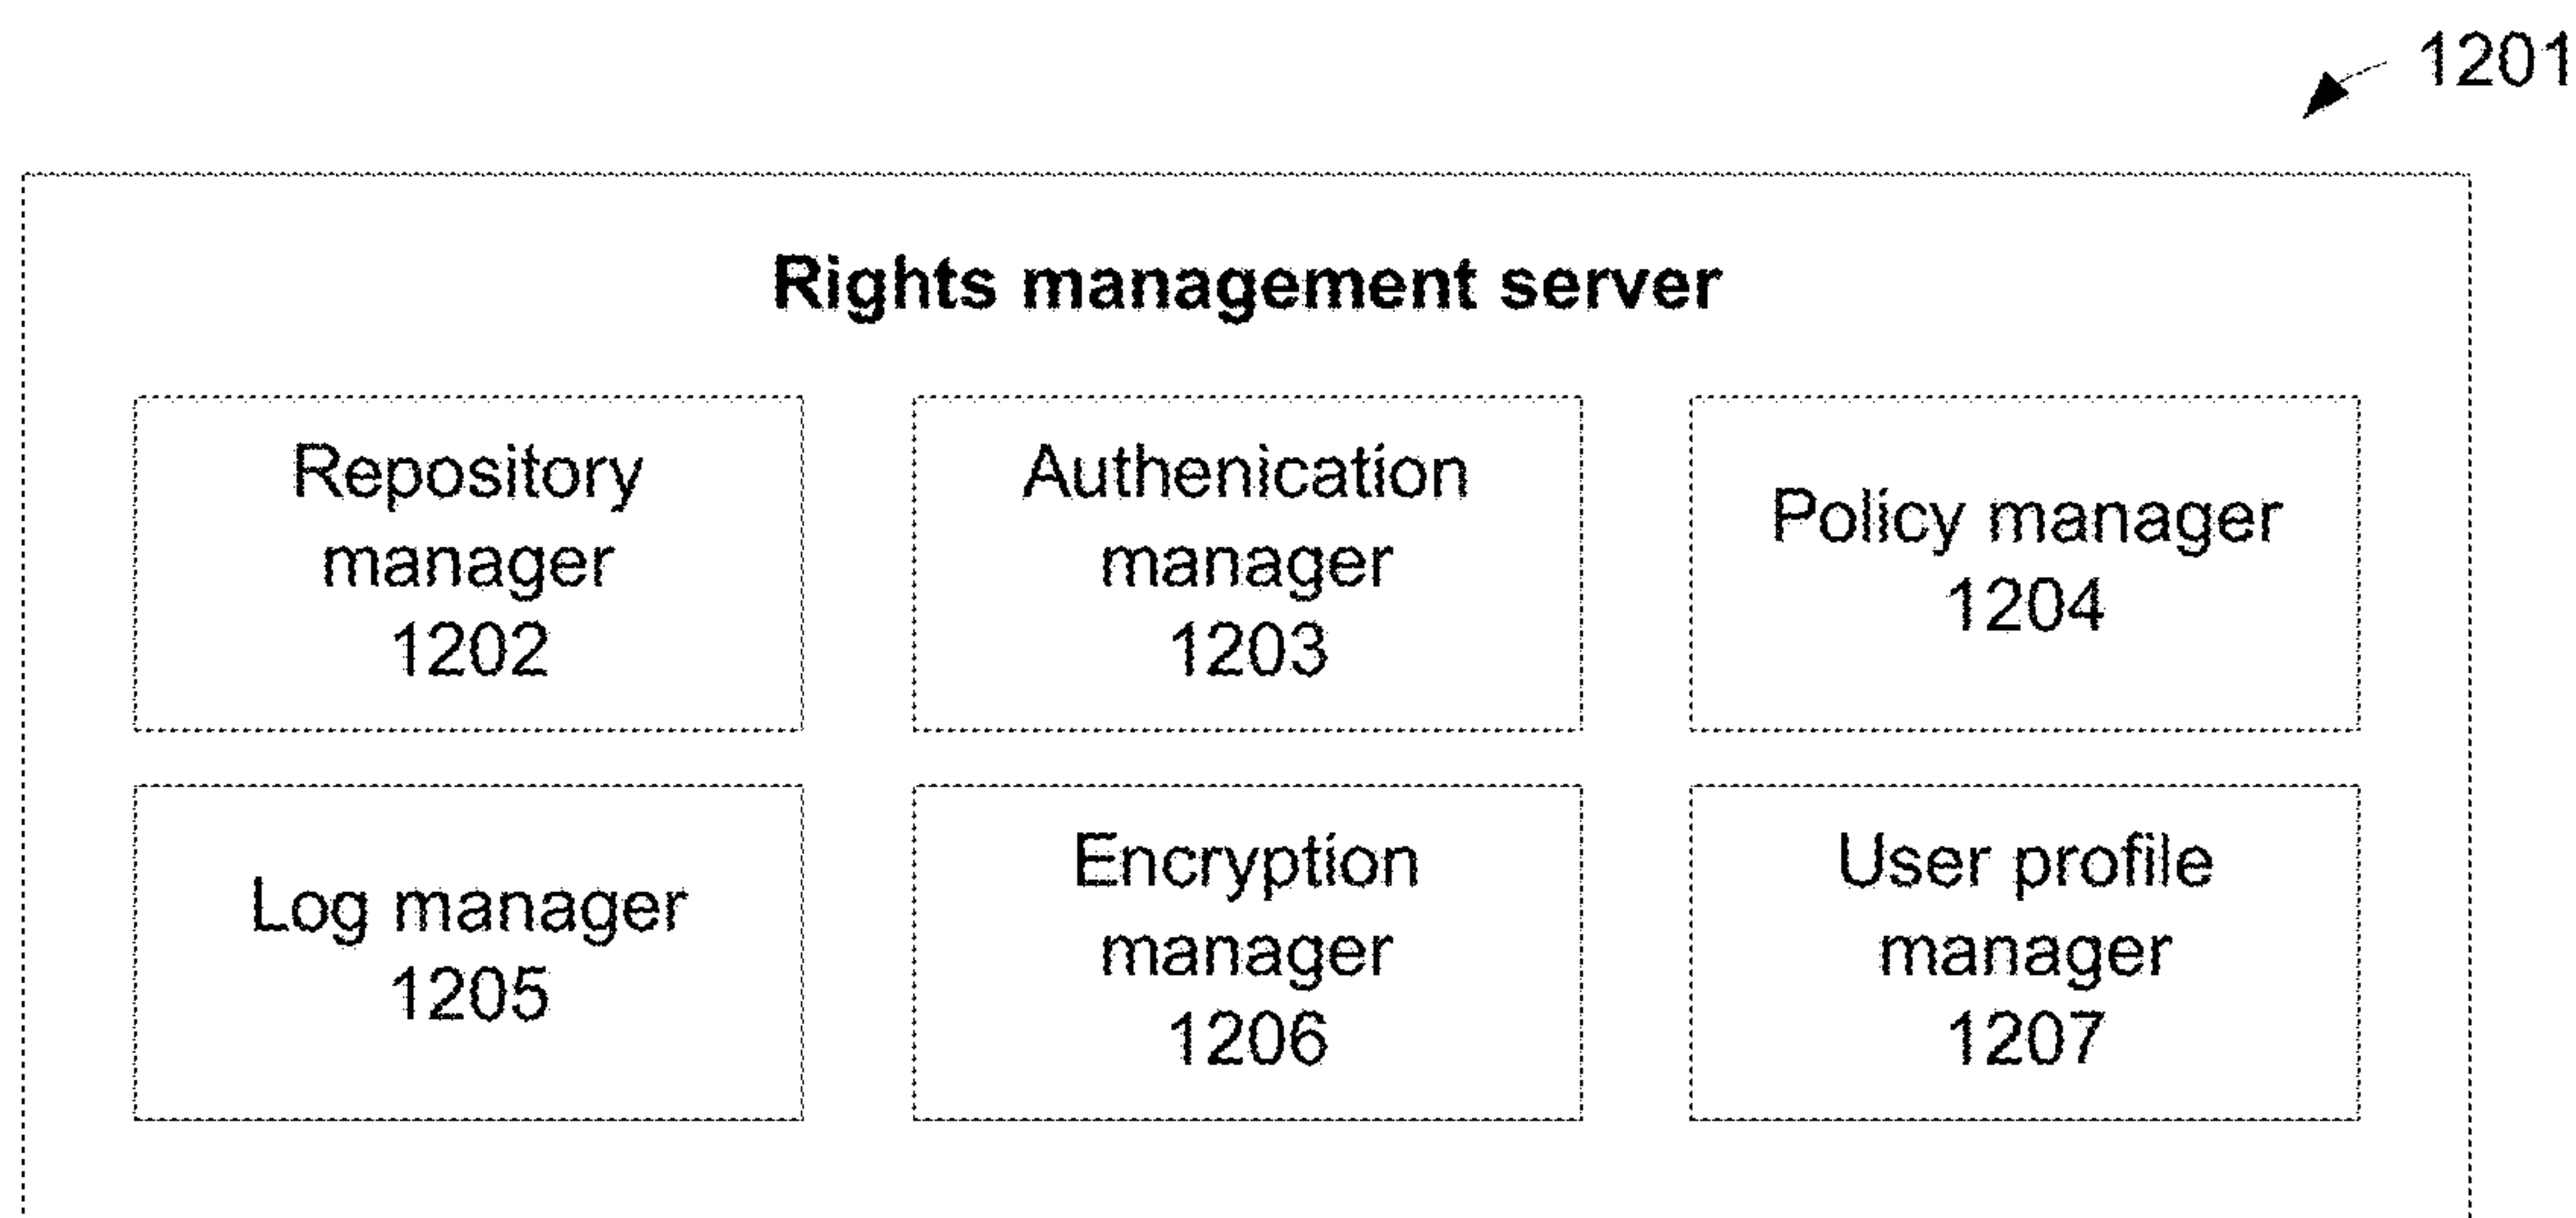 1201
Rights management server
Repository
manager
1202
Authenication
manager
1203
Policy manager
1204
Log manager
1205
Encryption
manager
1206
User profile
manager
1207